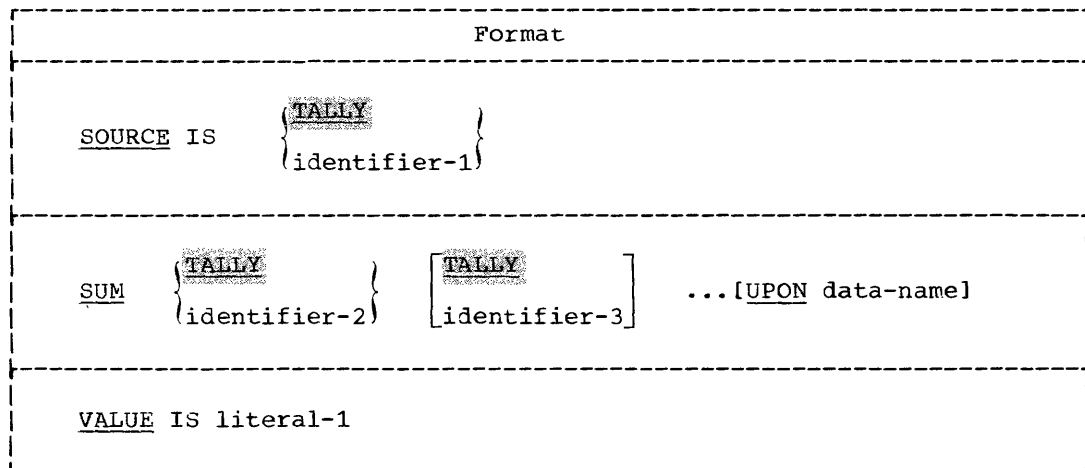 Format
TALLY
SOURCE IS
identifier-1
TALLY TALLY
SUM ...[UPON data-name]
identifier-2 identifier-3
VALUE IS literal-1